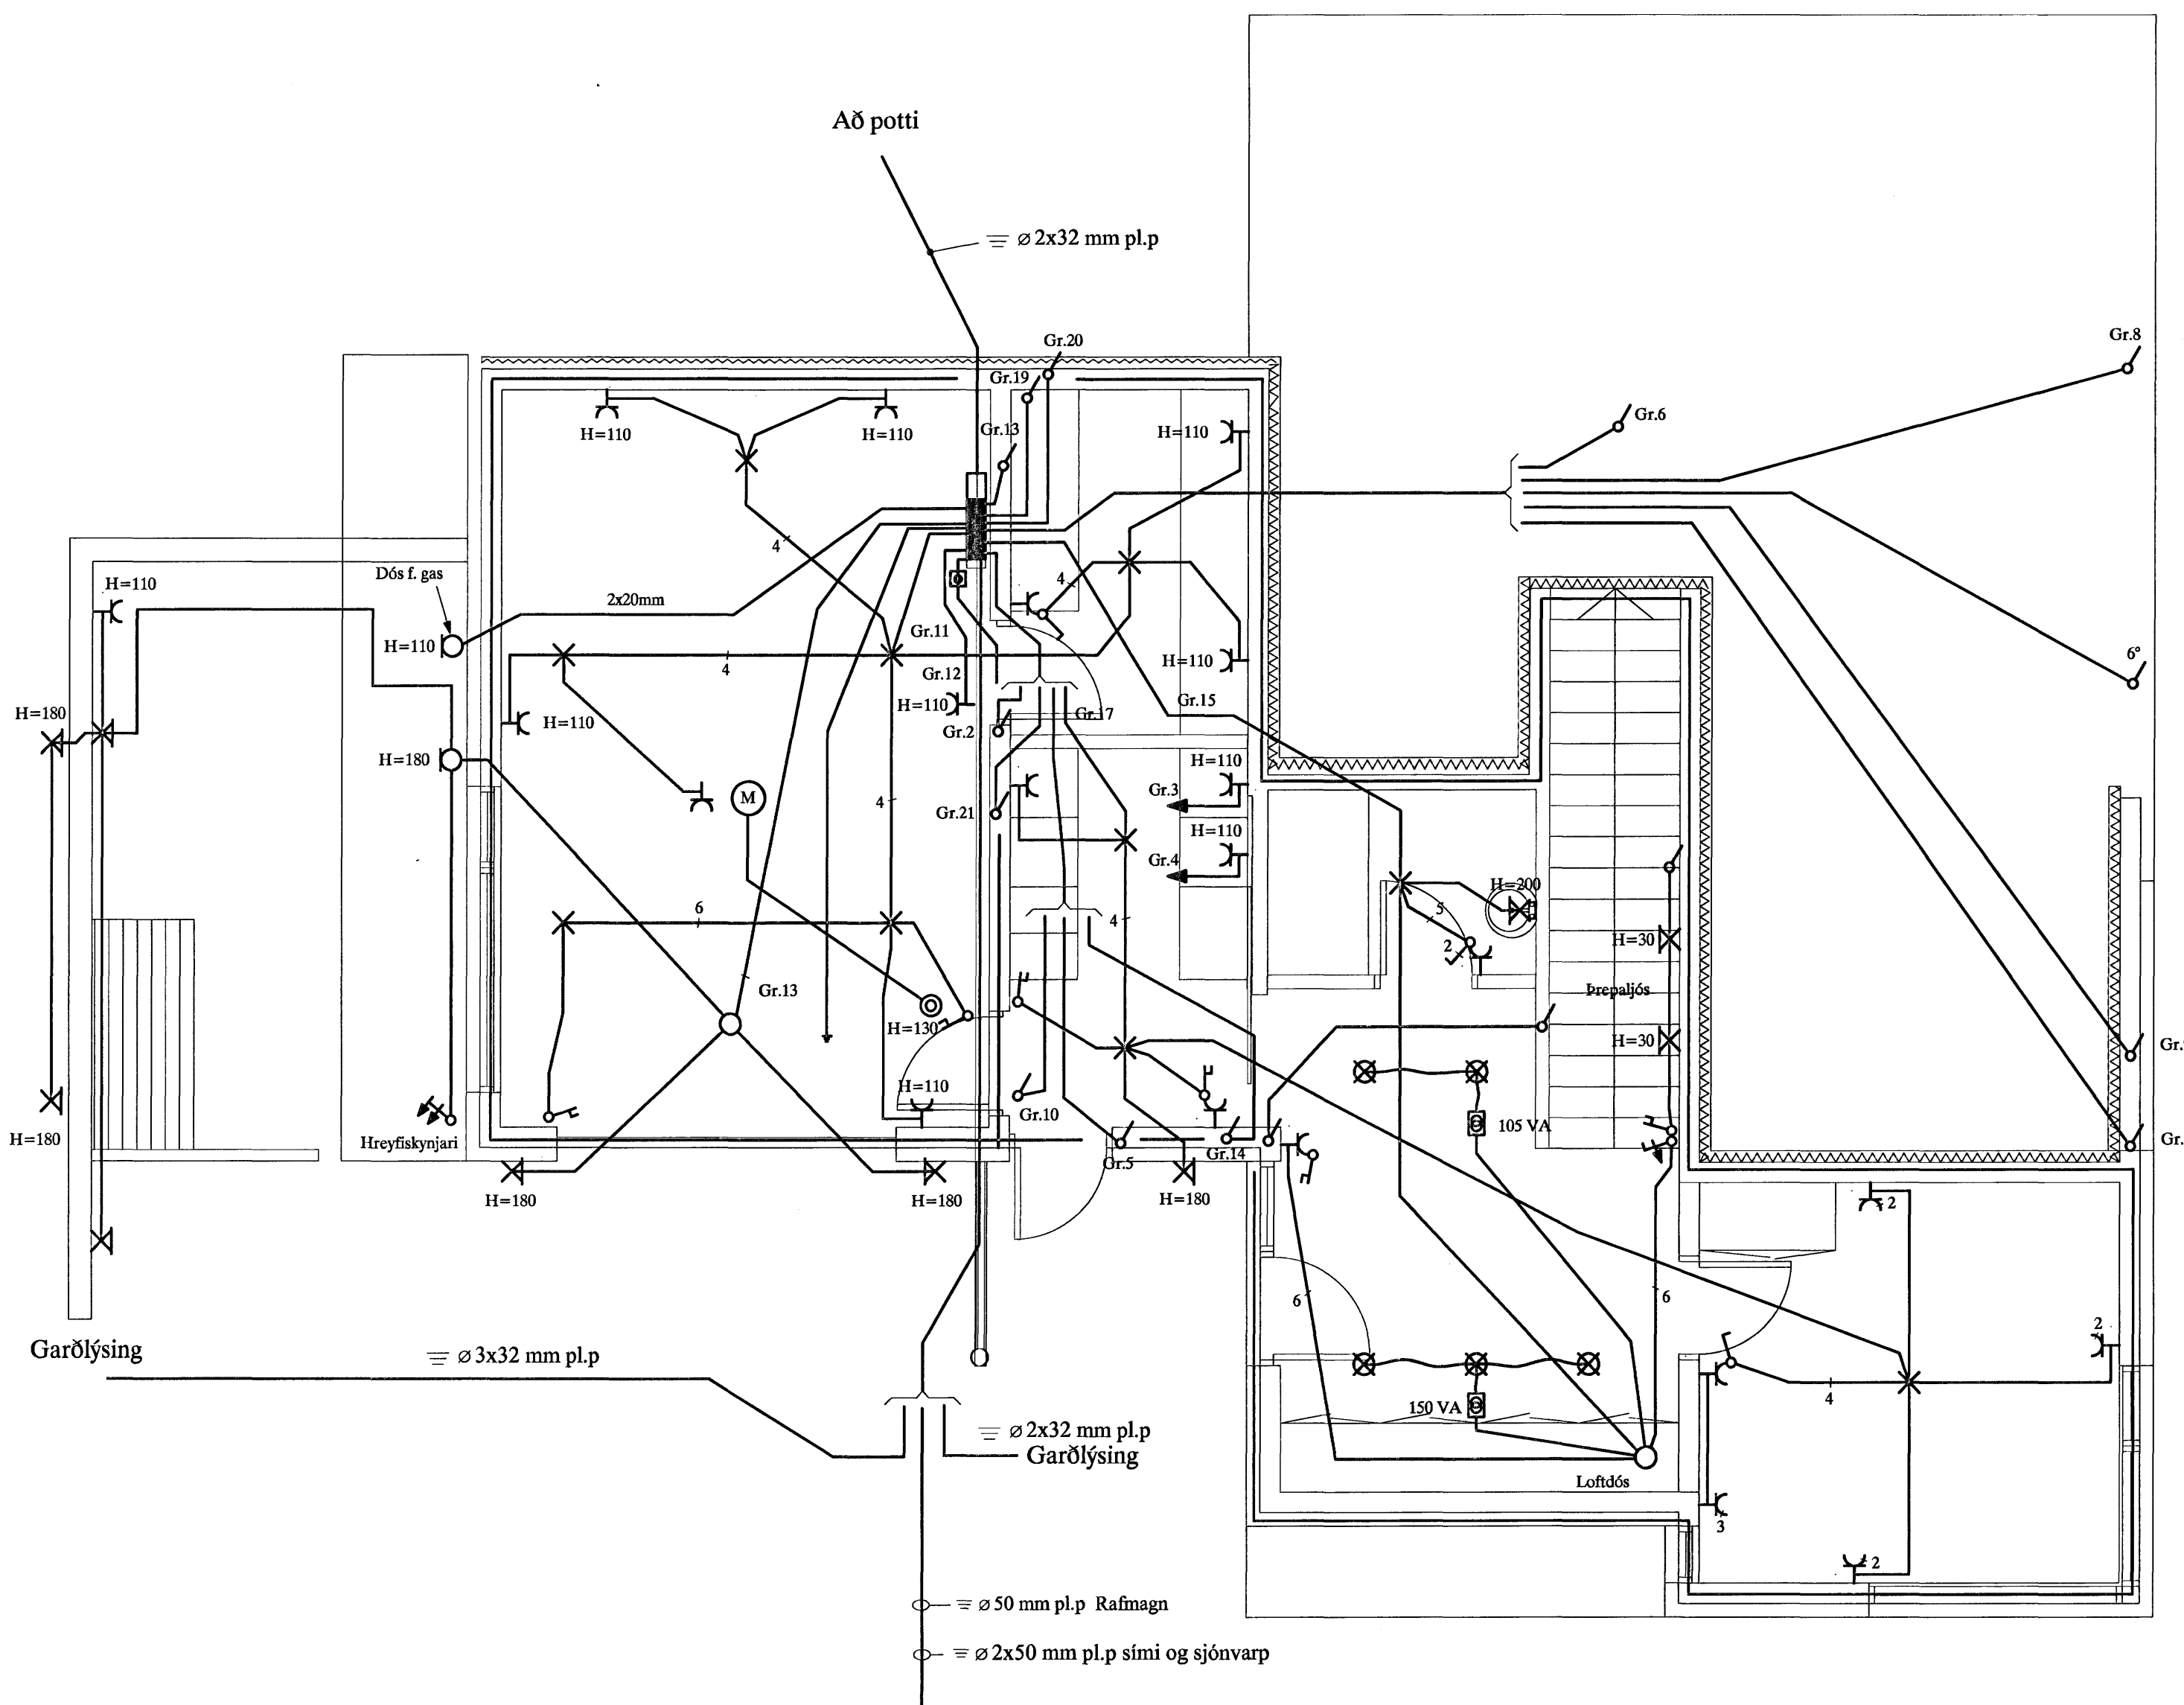 Að potti
⌀ 2x32 mm pl.p
Gr.20
Gr.8
Gr.19
Gr.6
H=110
H=110
Gr.13
H=110
4
Dós f. gas
H=110
4
2x20mm
H=110
Gr.11
H=110
6°
4
Gr.12
H=110
Gr.15
H=180
H=110
Gr.17
Gr.2
H=180
H=110
M
Gr.3
4
Gr.21
H=110
Gr.4
H=200
6
4
5
2
H=30
Gr.13
Þrepaljós
H=130
H=30
Gr.
H=110
Gr.10
105 VA
H=180
Hreyfiskynjari
Gr.5
Gr.14
Gr.
H=180
H=180
H=180
2
6
6
2
Garðlýsing
⌀ 3x32 mm pl.p
4
150 VA
⌀ 2x32 mm pl.p
Garðlýsing
Loftdós
3
2
⌀ 50 mm pl.p Rafmagn
⌀ 2x50 mm pl.p sími og sjónvarp